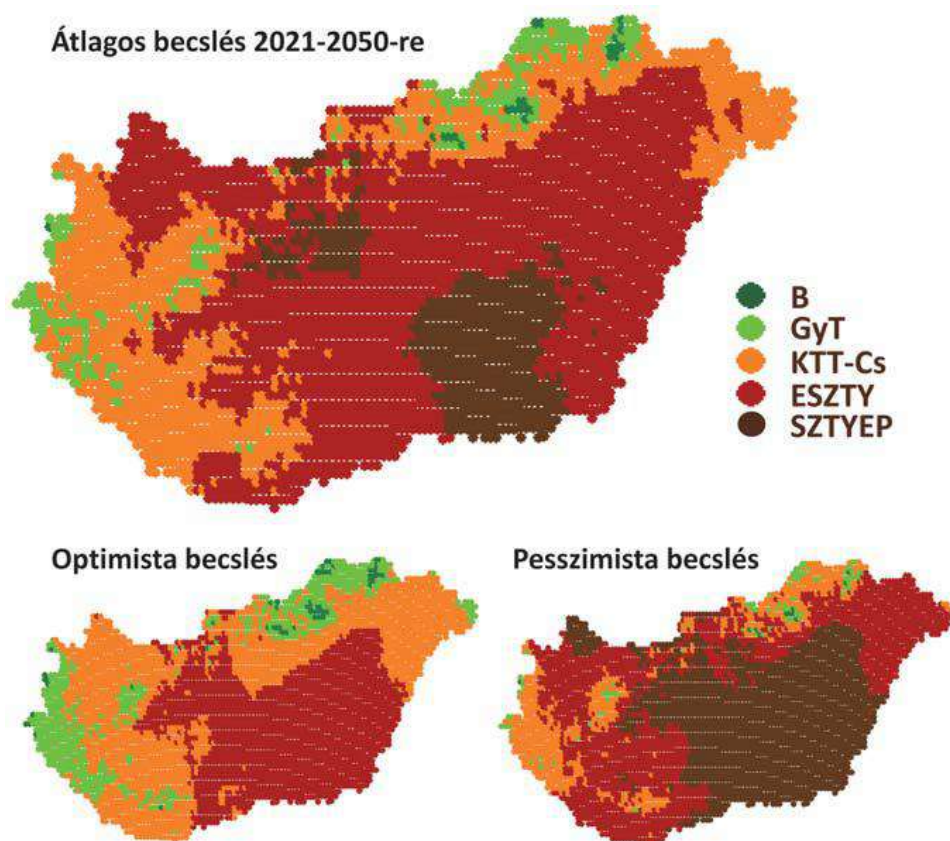 Átlagos becslés 2021-2050-re
B
GyT
KTT-Cs
ESZTY
SZTYEP
Optimista becslés
Pesszimista becslés